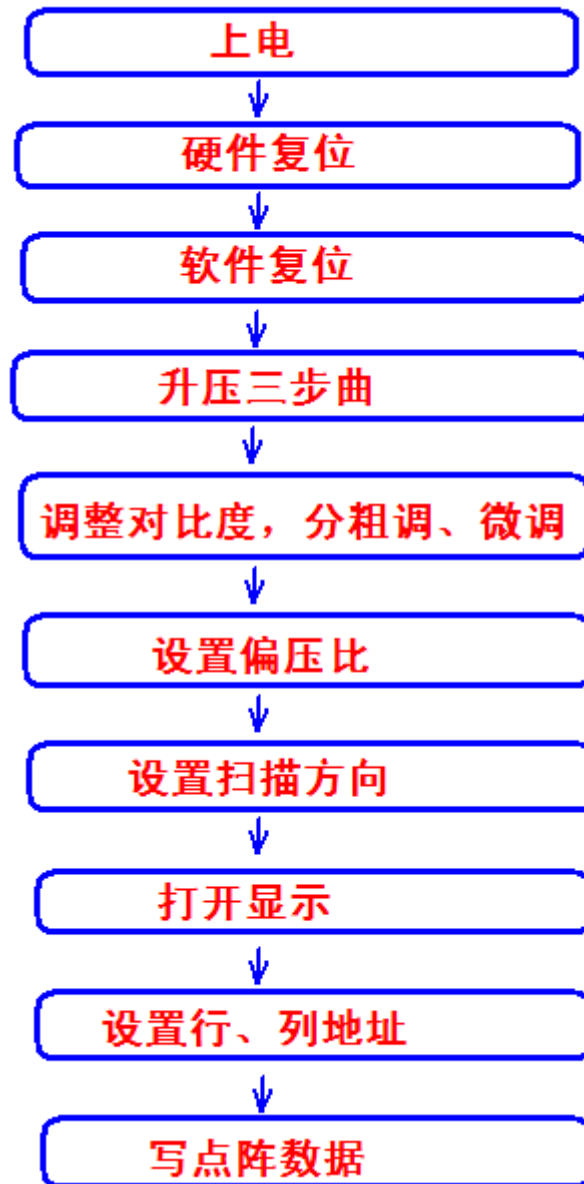 上电
硬件复位
软件复位
升压三步曲
调整对比度，分粗调、微调
设置偏压比
设置扫描方向
打开显示
设置行、列地址
写点阵数据